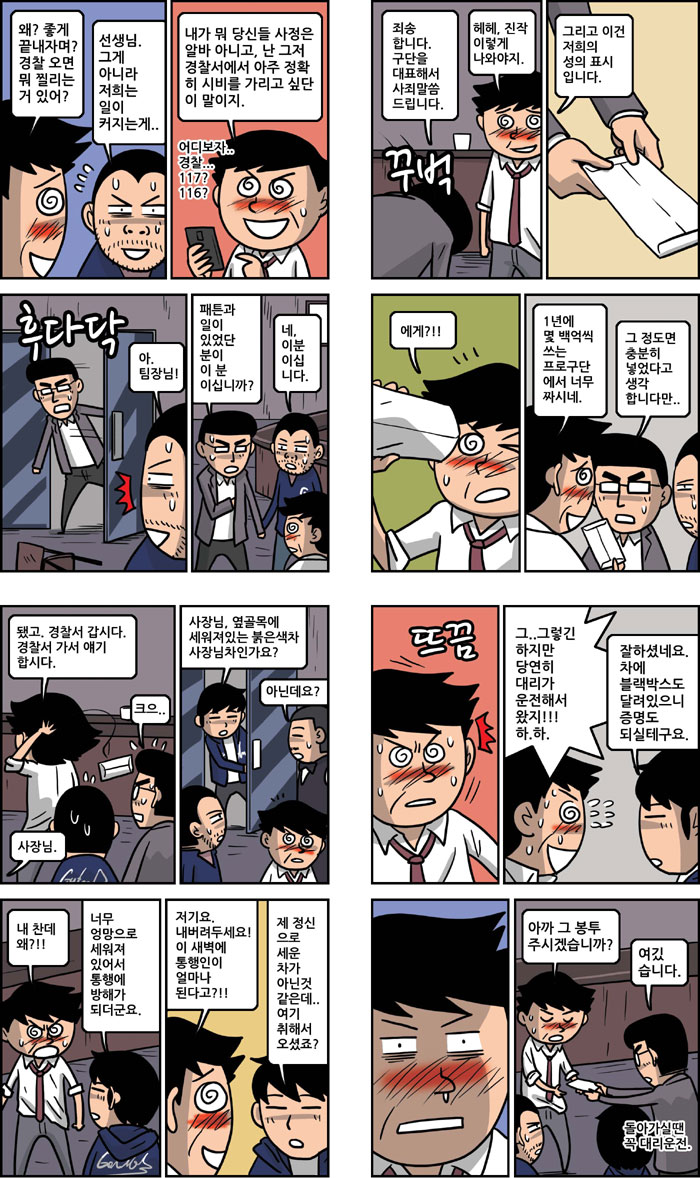 왜? 좋게
끝내자며?
경찰 오면
뭐 찔리는
거 있어?
선생님.
그게
아니라
저희는
일이
커지는게..
내가 뭐 당신들 사정은
알바 아니고, 난 그저
경찰서에서 아주 정확
히 시비를 가리고 싶단
이 말이지.
어디보자..
경찰...
117?
116?
후다닥
아.
팀장님!
패튼과
일이
있었단
분이
이 분
이십니까?
네,
이분
이십
니다.
죄송
합니다.
구단을
대표해서
사죄말씀
드립니다.
꾸벅
헤헤, 진작
이렇게
나와야지.
그리고 이건
저희의
성의 표시
입니다.
에게?!!
1년에
몇 백억씩
쓰는
프로구단
에서 너무
짜시네.
그 정도면
충분히
넣었다고
생각
합니다만..
됐고. 경찰서 갑시다.
경찰서 가서 얘기
합시다.
크으..
사장님.
사장님, 옆골목에
세워져있는 붉은색차
사장님차인가요?
아닌데요?
내 찬데
왜?!!
너무
엉망으로
세워져
있어서
통행에
방해가
되더군요.
저기요.
내버려두세요!
이 새벽에
통행인이
얼마나
된다고?!!
제 정신
으로
세운
차가
아닌것
같은데..
여기
취해서
오셨죠?
뜨끔
그..그렇긴
하지만
당연히
대리가
운전해서
왔지!!!
하.하.
잘하셨네요.
차에
블랙박스도
달려있으니
증명도
되실테구요.
아까 그 봉투
주시겠습니까?
여깄
습니다.
돌아가실땐
꼭 대리운전.